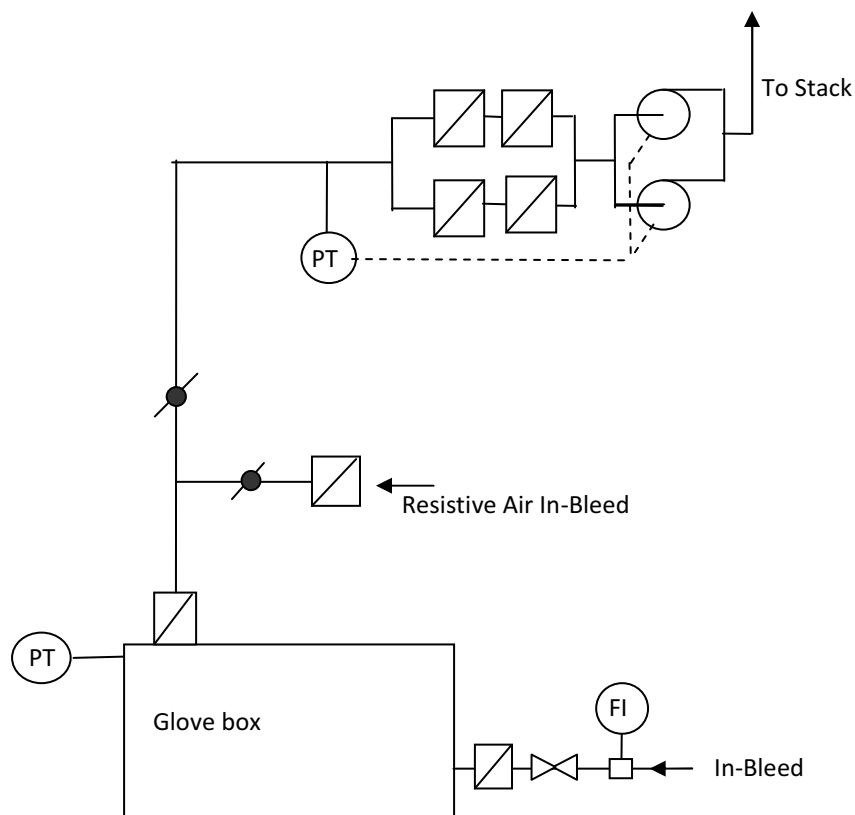 To Stack
PT
Resistive Air In-Bleed
PT
Glove box
FI
In-Bleed